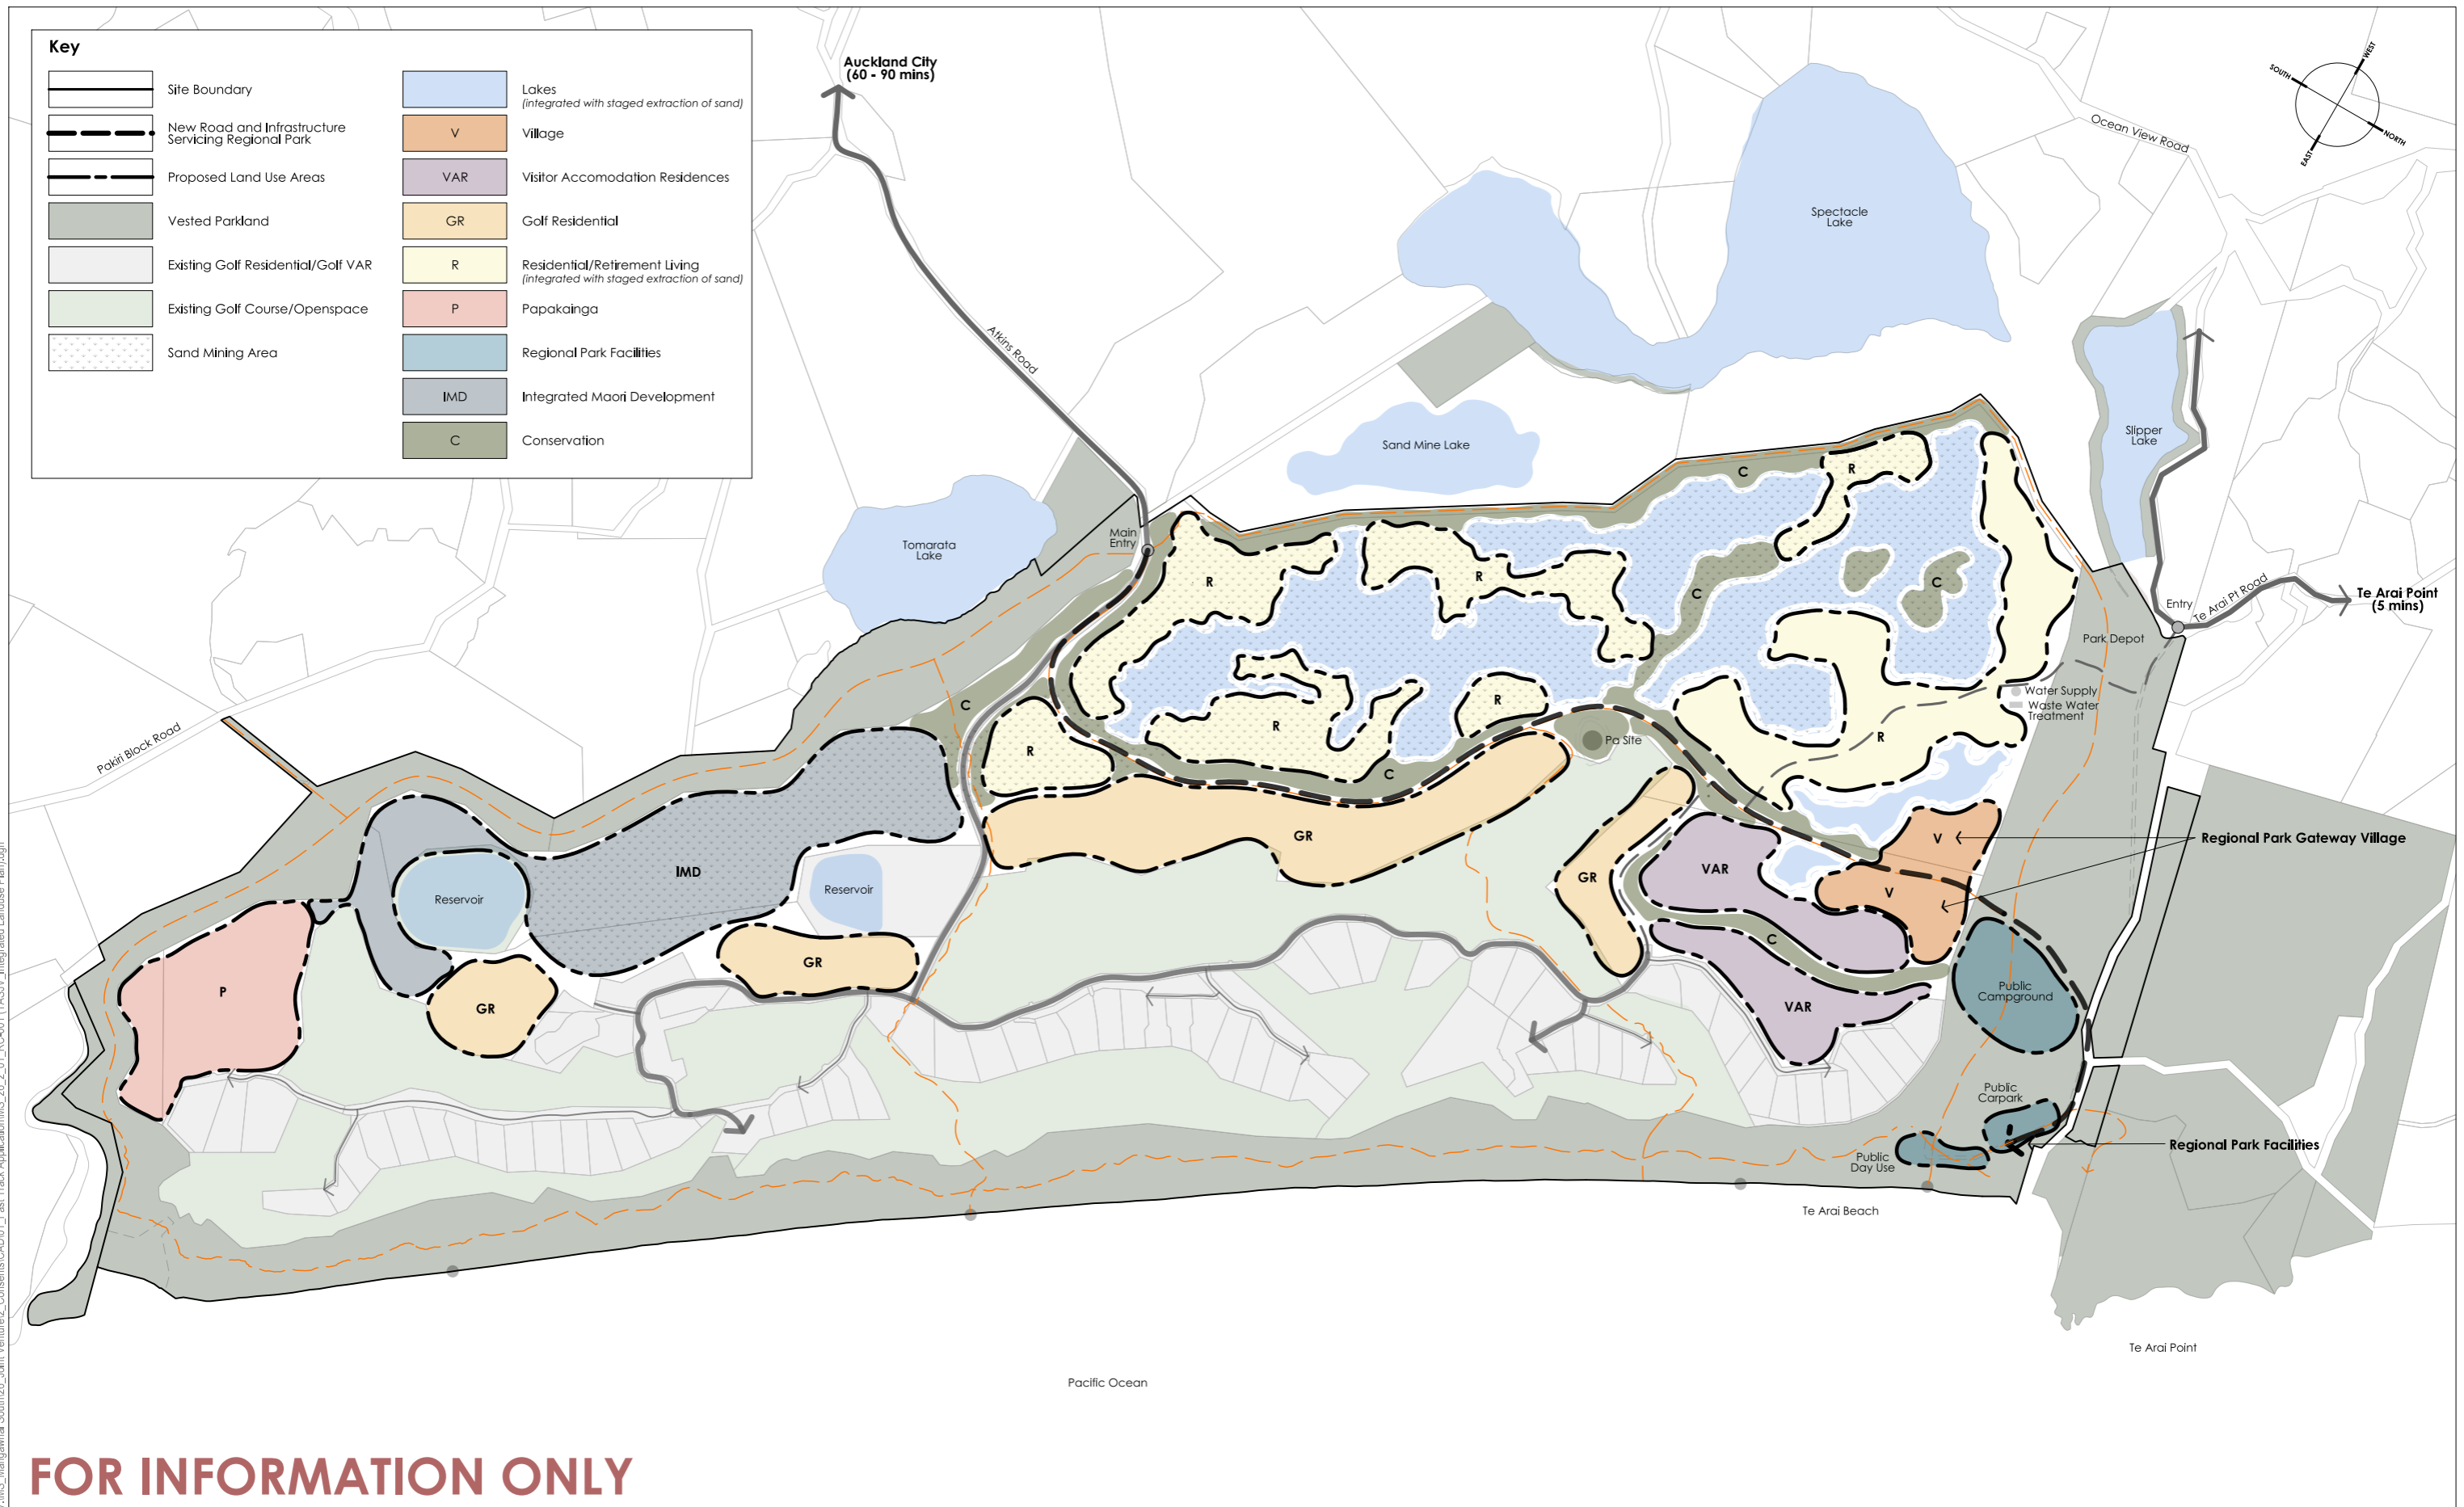 Key
Site Boundary
New Road and Infrastructure
Servicing Regional Park
Proposed Land Use Areas
Vested Parkland
Existing Golf Residential/Golf VAR
Existing Golf Course/Openspace
Sand Mining Area
Lakes
(integrated with staged extraction of sand)
V
Village
VAR
Visitor Accomodation Residences
GR
Golf Residential
R
Residential/Retirement Living
(integrated with staged extraction of sand)
P
Papakainga
Regional Park Facilities
IMD
Integrated Maori Development
C
Conservation
Auckland City
(60 - 90 mins)
WEST
SOUTH
NORTH
EAST
Ocean View Road
Spectacle
Lake
Atkins Road
Sand Mine Lake
Slipper
Lake
C
R
Main
Entry
Tomarata
Lake
R
R
C
C
Te Arai Point
(5 mins)
Entry
Te Arai Pt Road
Park Depot
Water Supply
Waste Water
Treatment
C
R
R
R
R
Pa Site
Pakiri Block Road
C
GR
V
Regional Park Gateway Village
IMD
VAR
GR
V
Reservoir
Reservoir
C
GR
P
GR
VAR
Public
Campground
Public
Carpark
Regional Park Facilities
Public
Day Use
Te Arai Beach
Te Arai Point
Pacific Ocean
FOR INFORMATION ONLY